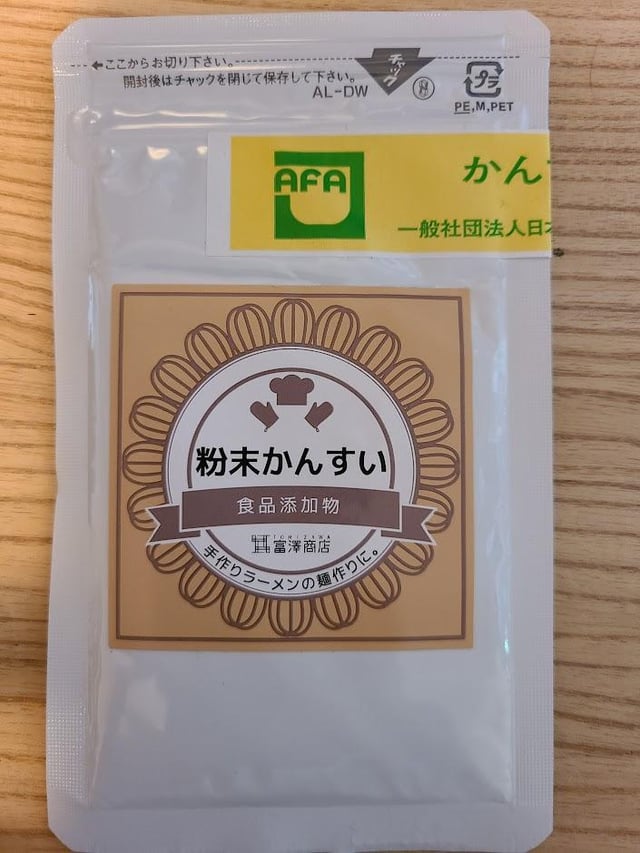 ←ここからお切り下さい。
開封後はチャックを閉じて保存して下さい。
チャック
AL-DW
プラ
PE,M,PET
AFA
かん
一般社団法人日本
粉末かんすい
食品添加物
TOMIZAWA
富澤商店
手作りラーメンの麺作りに。